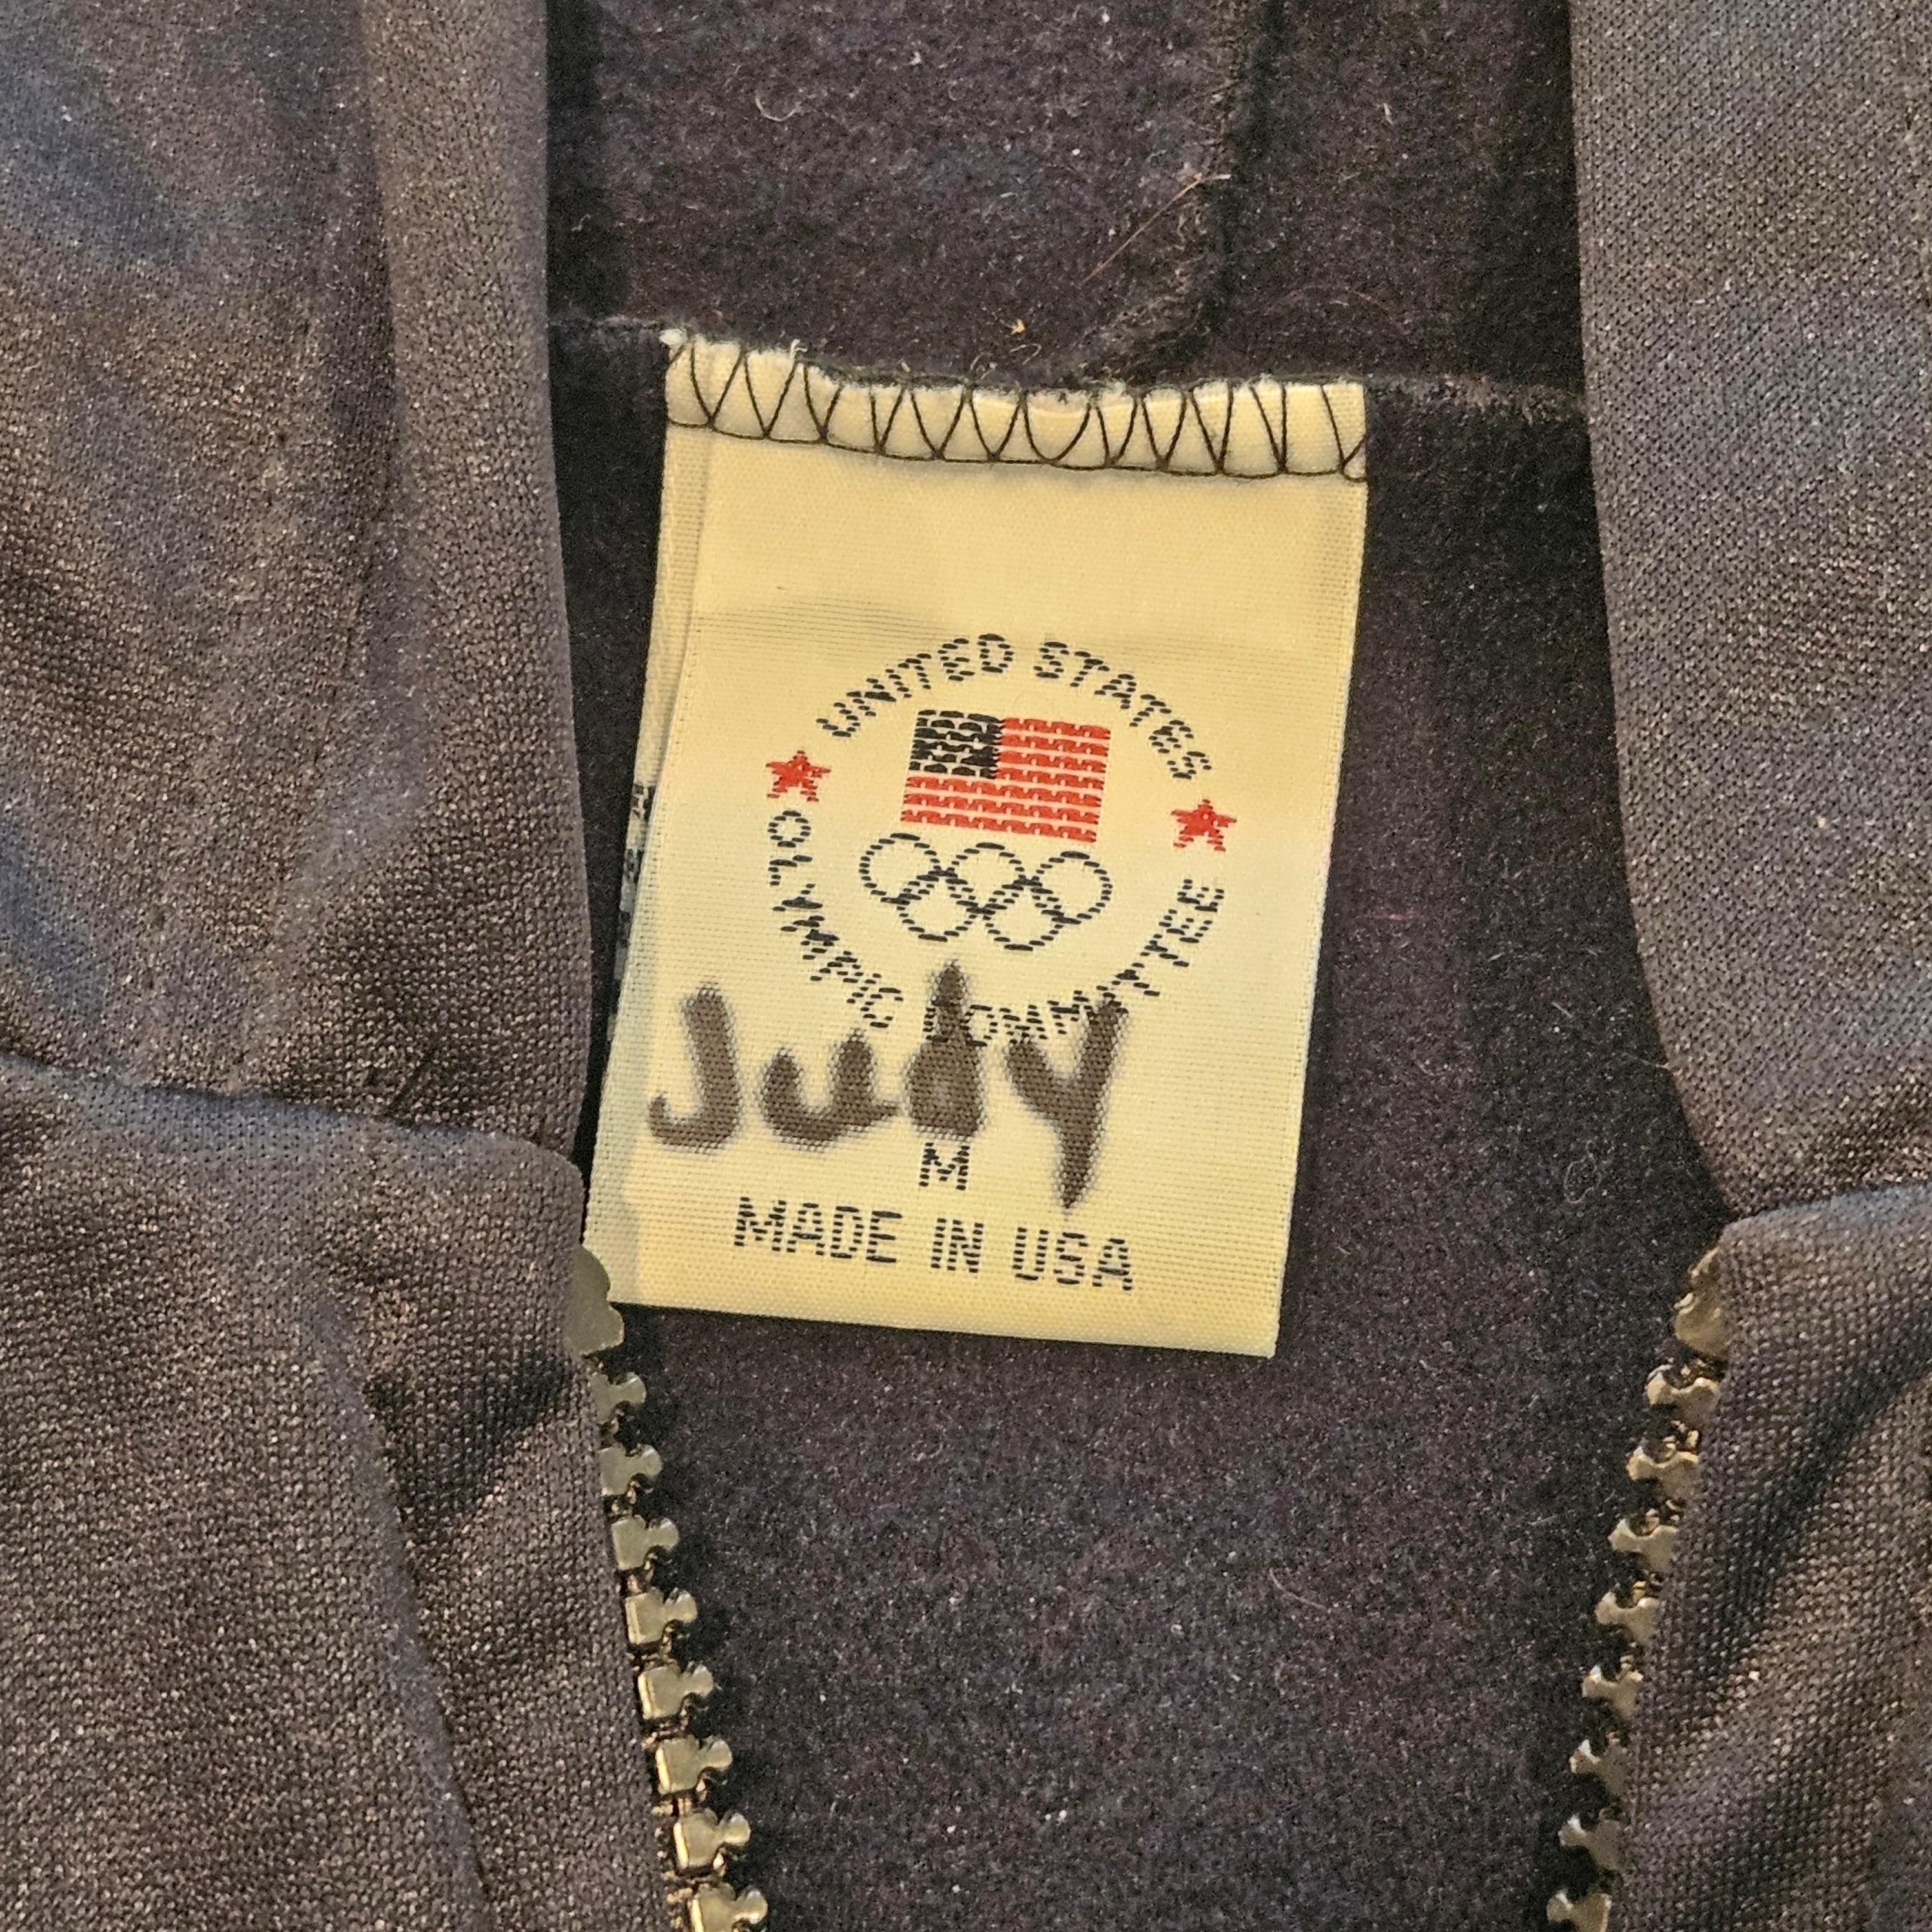 UNITED STATES
OLYMPIC COMMITTEE
Judy
M
MADE IN USA